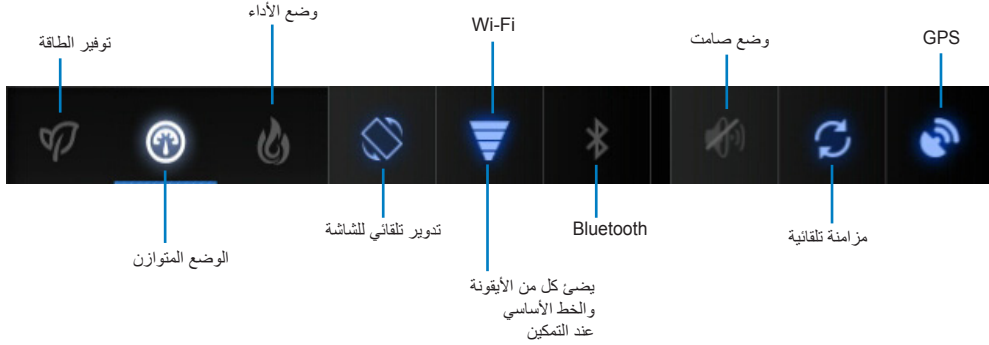 وضع الأداء
Wi-Fi
توفير الطاقة
وضع صامت
GPS
تدوير تلقائي للشاشة
Bluetooth
مزامنة تلقائية
الوضع المتوازن
يضئ كل من الأيقونة
والخط الأساسي
عند التمكين